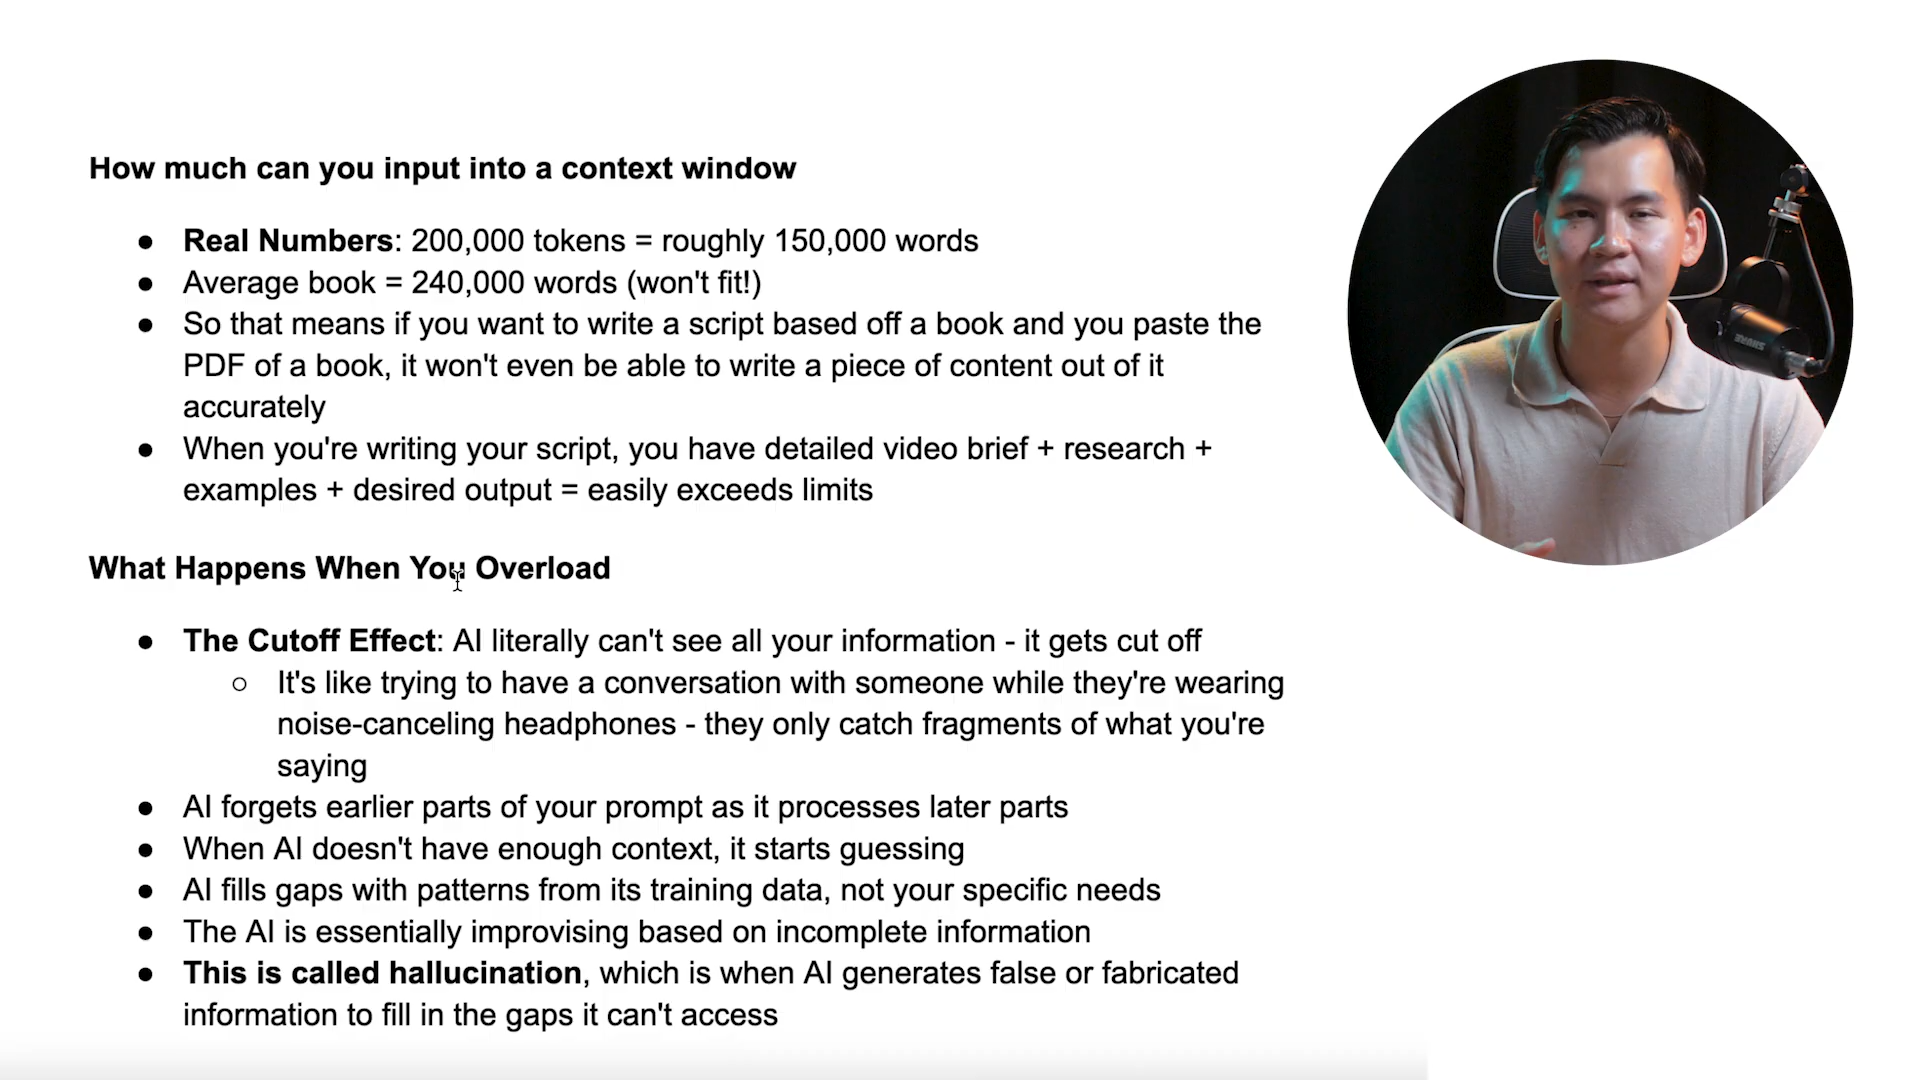 How much can you input into a context window
● Real Numbers: 200,000 tokens = roughly 150,000 words
● Average book = 240,000 words (won't fit!)
● So that means if you want to write a script based off a book and you paste the
PDF of a book, it won't even be able to write a piece of content out of it
accurately
● When you're writing your script, you have detailed video brief + research +
examples + desired output = easily exceeds limits
What Happens When You Overload
● The Cutoff Effect: AI literally can't see all your information - it gets cut off
○ It's like trying to have a conversation with someone while they're wearing
noise-canceling headphones - they only catch fragments of what you're
saying
● AI forgets earlier parts of your prompt as it processes later parts
● When AI doesn't have enough context, it starts guessing
● AI fills gaps with patterns from its training data, not your specific needs
● The AI is essentially improvising based on incomplete information
● This is called hallucination, which is when AI generates false or fabricated
information to fill in the gaps it can't access
SHURE